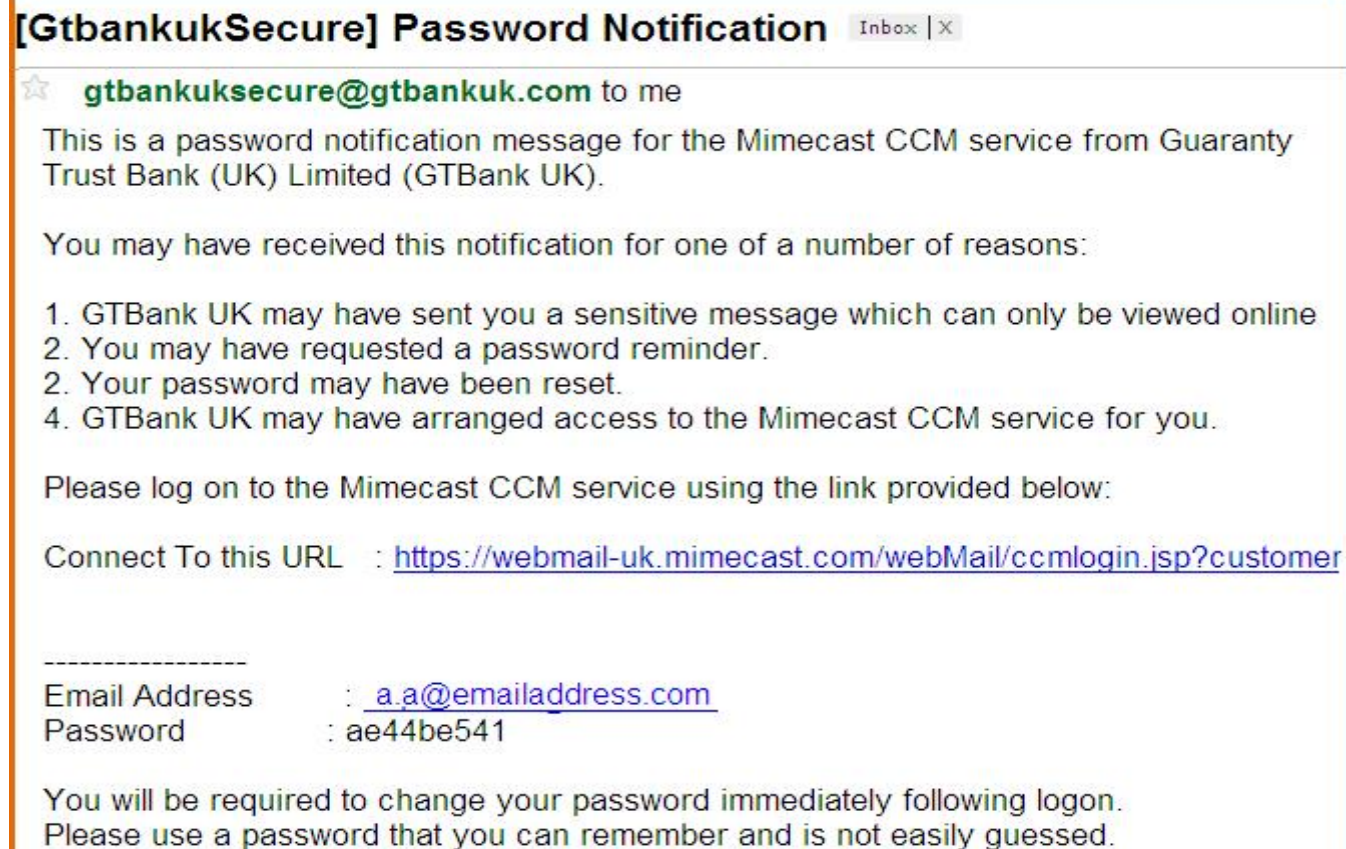 [GtbankukSecure] Password Notification Inbox | X
gtbankuksecure@gtbankuk.com to me
This is a password notification message for the Mimecast CCM service from Guaranty
Trust Bank (UK) Limited (GTBank UK).
You may have received this notification for one of a number of reasons:
1. GTBank UK may have sent you a sensitive message which can only be viewed online
2. You may have requested a password reminder.
2. Your password may have been reset.
4. GTBank UK may have arranged access to the Mimecast CCM service for you.
Please log on to the Mimecast CCM service using the link provided below:
Connect To this URL : https://webmail-uk.mimecast.com/webMail/ccmlogin.jsp?customer
-----------------
Email Address : a.a@emailaddress.com
Password : ae44be541
You will be required to change your password immediately following logon.
Please use a password that you can remember and is not easily guessed.